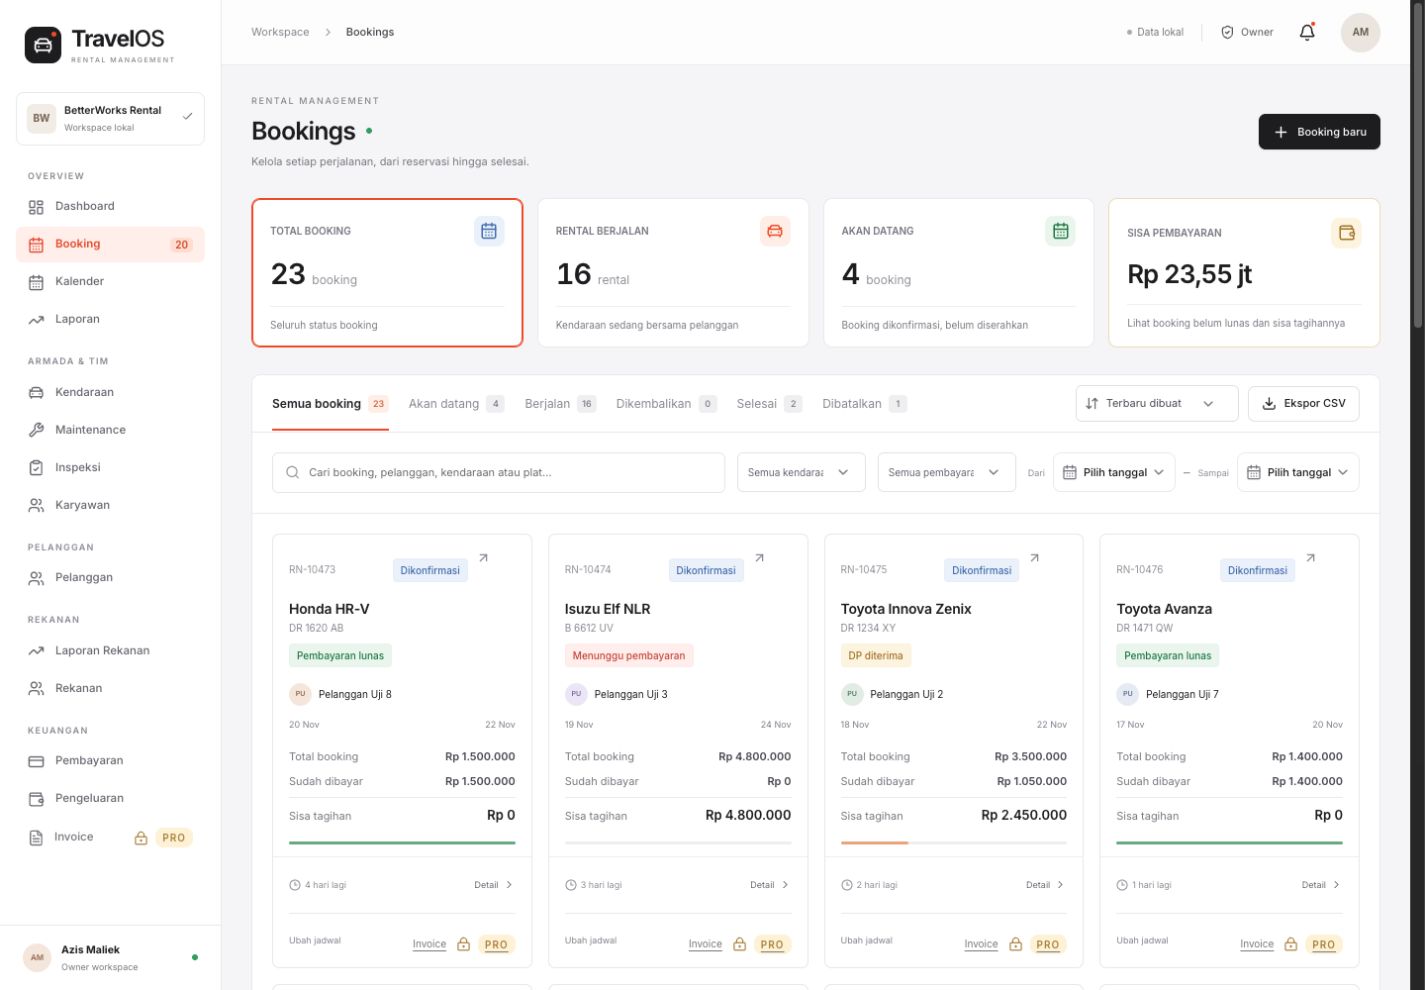 TravelOS
RENTAL MANAGEMENT
BW
BetterWorks Rental
Workspace lokal
OVERVIEW
Dashboard
Booking 20
Kalender
Laporan
ARMADA & TIM
Kendaraan
Maintenance
Inspeksi
Karyawan
PELANGGAN
Pelanggan
REKANAN
Laporan Rekanan
Rekanan
KEUANGAN
Pembayaran
Pengeluaran
Invoice PRO
AM
Azis Maliek
Owner workspace
Workspace > Bookings
Data lokal
Owner
AM
RENTAL MANAGEMENT
Bookings
Kelola setiap perjalanan, dari reservasi hingga selesai.
+ Booking baru
TOTAL BOOKING
23 booking
Seluruh status booking
RENTAL BERJALAN
16 rental
Kendaraan sedang bersama pelanggan
AKAN DATANG
4 booking
Booking dikonfirmasi, belum diserahkan
SISA PEMBAYARAN
Rp 23,55 jt
Lihat booking belum lunas dan sisa tagihannya
Semua booking 23
Akan datang 4
Berjalan 16
Dikembalikan 0
Selesai 2
Dibatalkan 1
Terbaru dibuat
Ekspor CSV
Cari booking, pelanggan, kendaraan atau plat...
Semua kendara
Semua pembayara
Dari
Pilih tanggal
–
Sampai
Pilih tanggal
RN-10473
Dikonfirmasi
Honda HR-V
DR 1620 AB
Pembayaran lunas
PU
Pelanggan Uji 8
20 Nov 22 Nov
Total booking Rp 1.500.000
Sudah dibayar Rp 1.500.000
Sisa tagihan Rp 0
4 hari lagi
Detail
Ubah jadwal
Invoice PRO
RN-10474
Dikonfirmasi
Isuzu Elf NLR
B 6612 UV
Menunggu pembayaran
PU
Pelanggan Uji 3
19 Nov 24 Nov
Total booking Rp 4.800.000
Sudah dibayar Rp 0
Sisa tagihan Rp 4.800.000
3 hari lagi
Detail
Ubah jadwal
Invoice PRO
RN-10475
Dikonfirmasi
Toyota Innova Zenix
DR 1234 XY
DP diterima
PU
Pelanggan Uji 2
18 Nov 22 Nov
Total booking Rp 3.500.000
Sudah dibayar Rp 1.050.000
Sisa tagihan Rp 2.450.000
2 hari lagi
Detail
Ubah jadwal
Invoice PRO
RN-10476
Dikonfirmasi
Toyota Avanza
DR 1471 QW
Pembayaran lunas
PU
Pelanggan Uji 7
17 Nov 20 Nov
Total booking Rp 1.400.000
Sudah dibayar Rp 1.400.000
Sisa tagihan Rp 0
1 hari lagi
Detail
Ubah jadwal
Invoice PRO